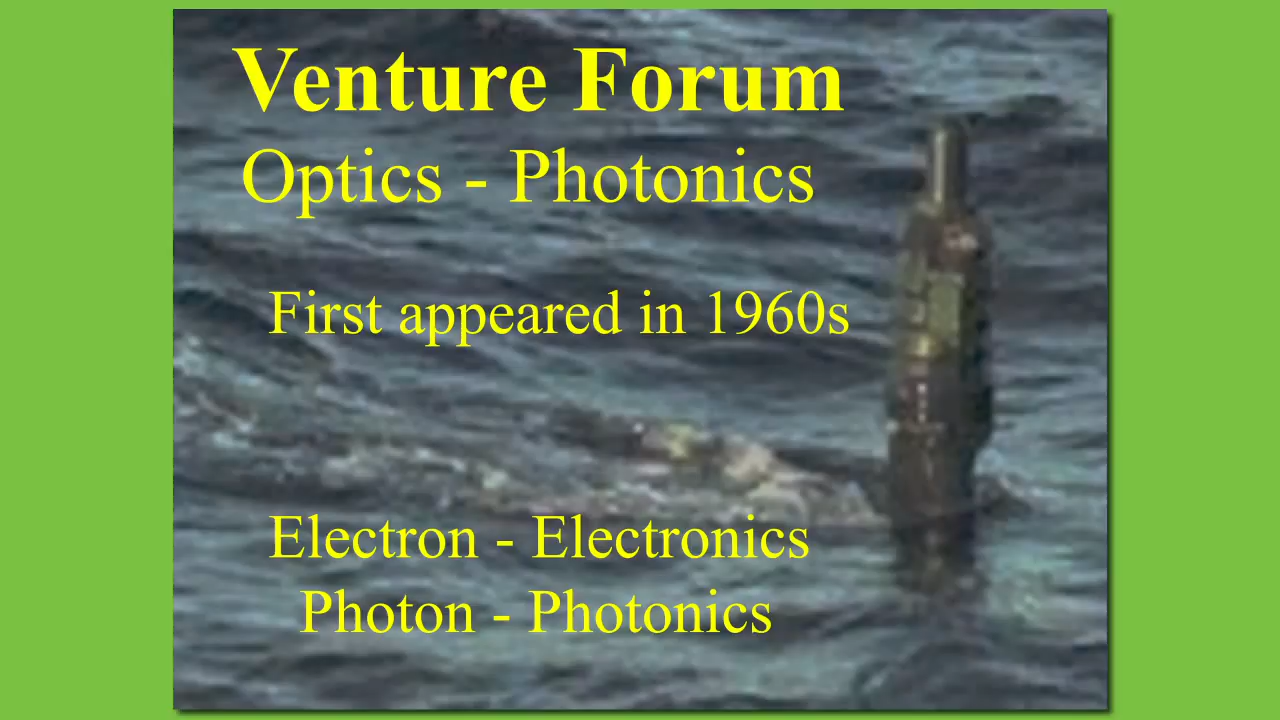 Venture Forum
Optics - Photonics
First appeared in 1960s
Electron - Electronics
Photon - Photonics